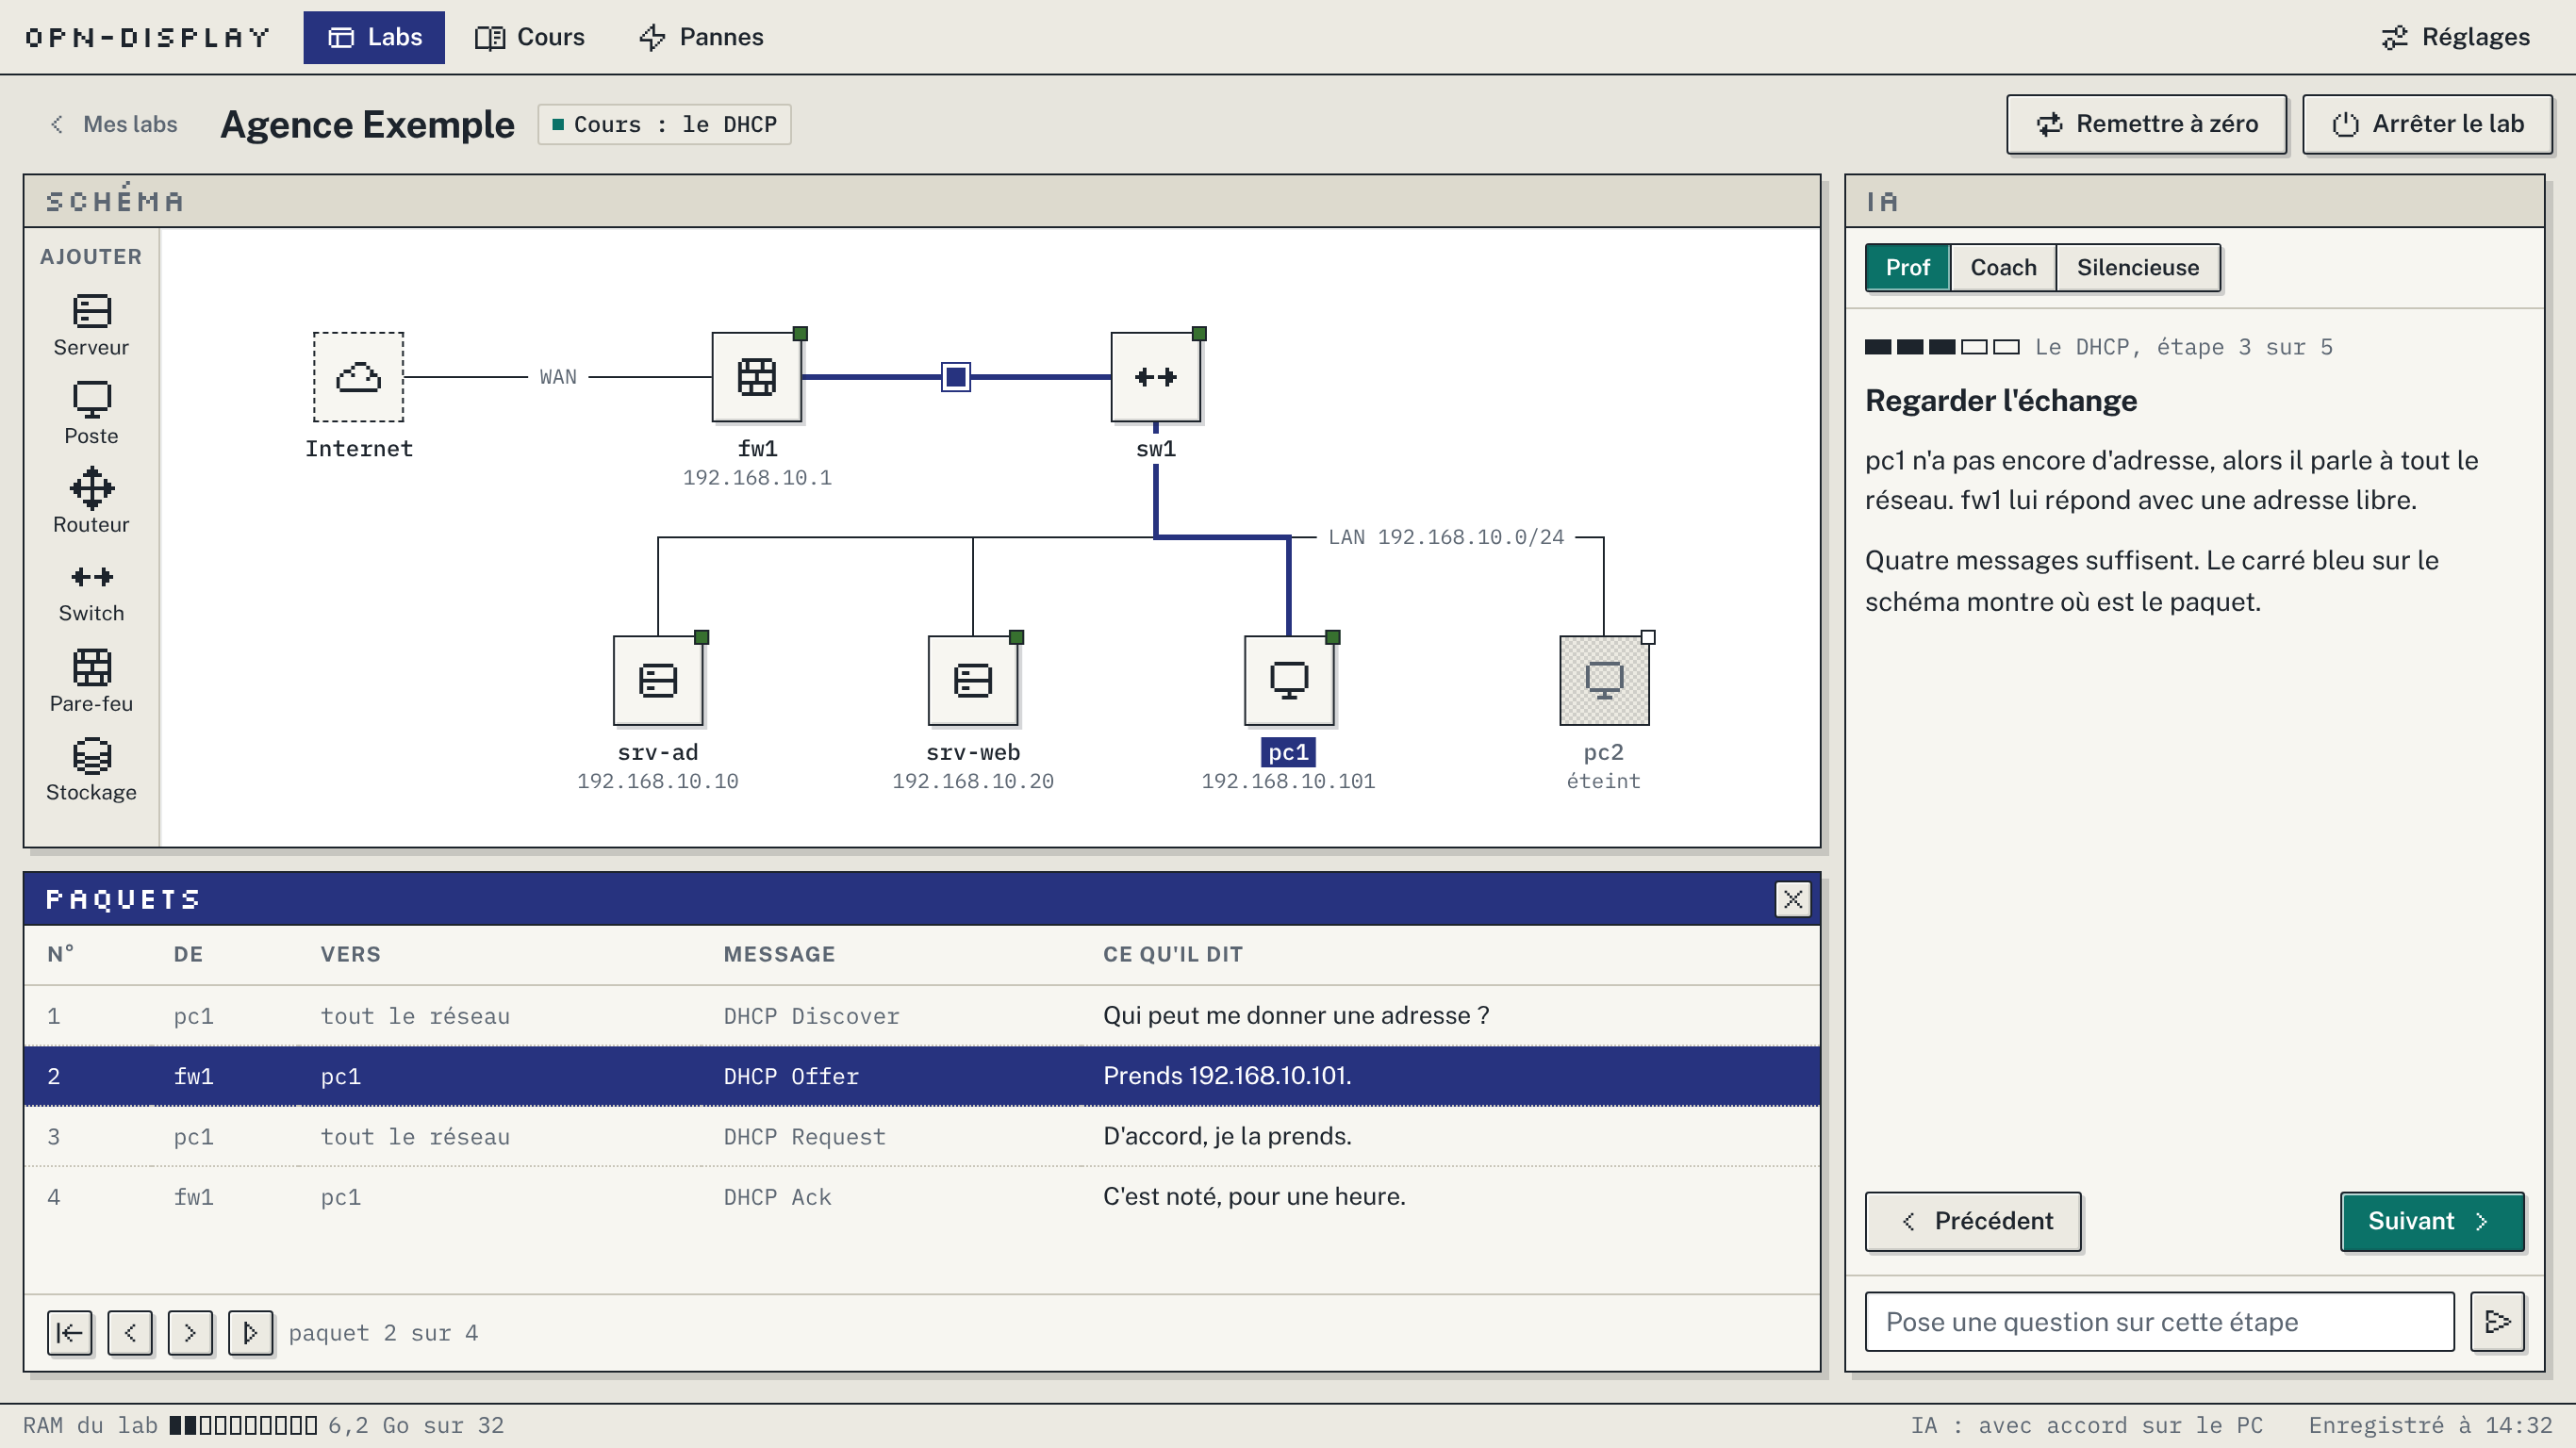 OPN-DISPLAY
Labs
Cours
Pannes
Réglages
Mes labs
Agence Exemple
Cours : le DHCP
Remettre à zéro
Arrêter le lab
SCHÉMA
AJOUTER
Serveur
Poste
Routeur
Switch
Pare-feu
Stockage
WAN
Internet
fw1
192.168.10.1
sw1
LAN 192.168.10.0/24
srv-ad
192.168.10.10
srv-web
192.168.10.20
pc1
192.168.10.101
pc2
éteint
PAQUETS
N° DE VERS MESSAGE CE QU'IL DIT
1 pc1 tout le réseau DHCP Discover Qui peut me donner une adresse ?
2 fw1 pc1 DHCP Offer Prends 192.168.10.101.
3 pc1 tout le réseau DHCP Request D'accord, je la prends.
4 fw1 pc1 DHCP Ack C'est noté, pour une heure.
paquet 2 sur 4
IA
Prof
Coach
Silencieuse
Le DHCP, étape 3 sur 5
Regarder l'échange
pc1 n'a pas encore d'adresse, alors il parle à tout le
réseau. fw1 lui répond avec une adresse libre.
Quatre messages suffisent. Le carré bleu sur le
schéma montre où est le paquet.
Précédent
Suivant
Pose une question sur cette étape
RAM du lab 6,2 Go sur 32
IA : avec accord sur le PC
Enregistré à 14:32